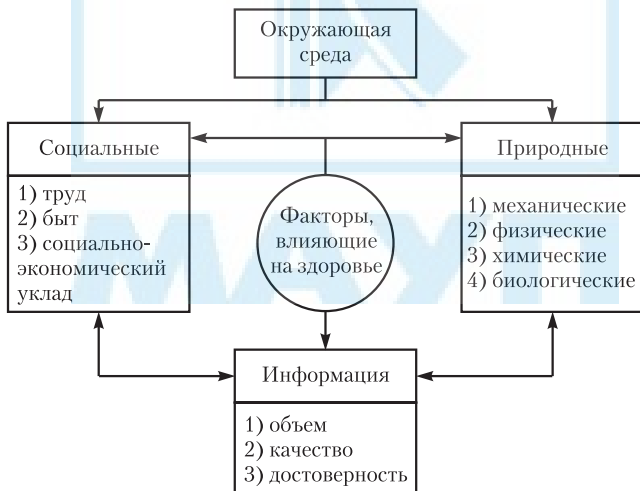 Окружающая
среда
Социальные
1) труд
2) быт
3) социально-
экономический
уклад
Факторы,
влияющие
на здоровье
Природные
1) механические
2) физические
3) химические
4) биологические
Информация
1) объем
2) качество
3) достоверность
МАУП